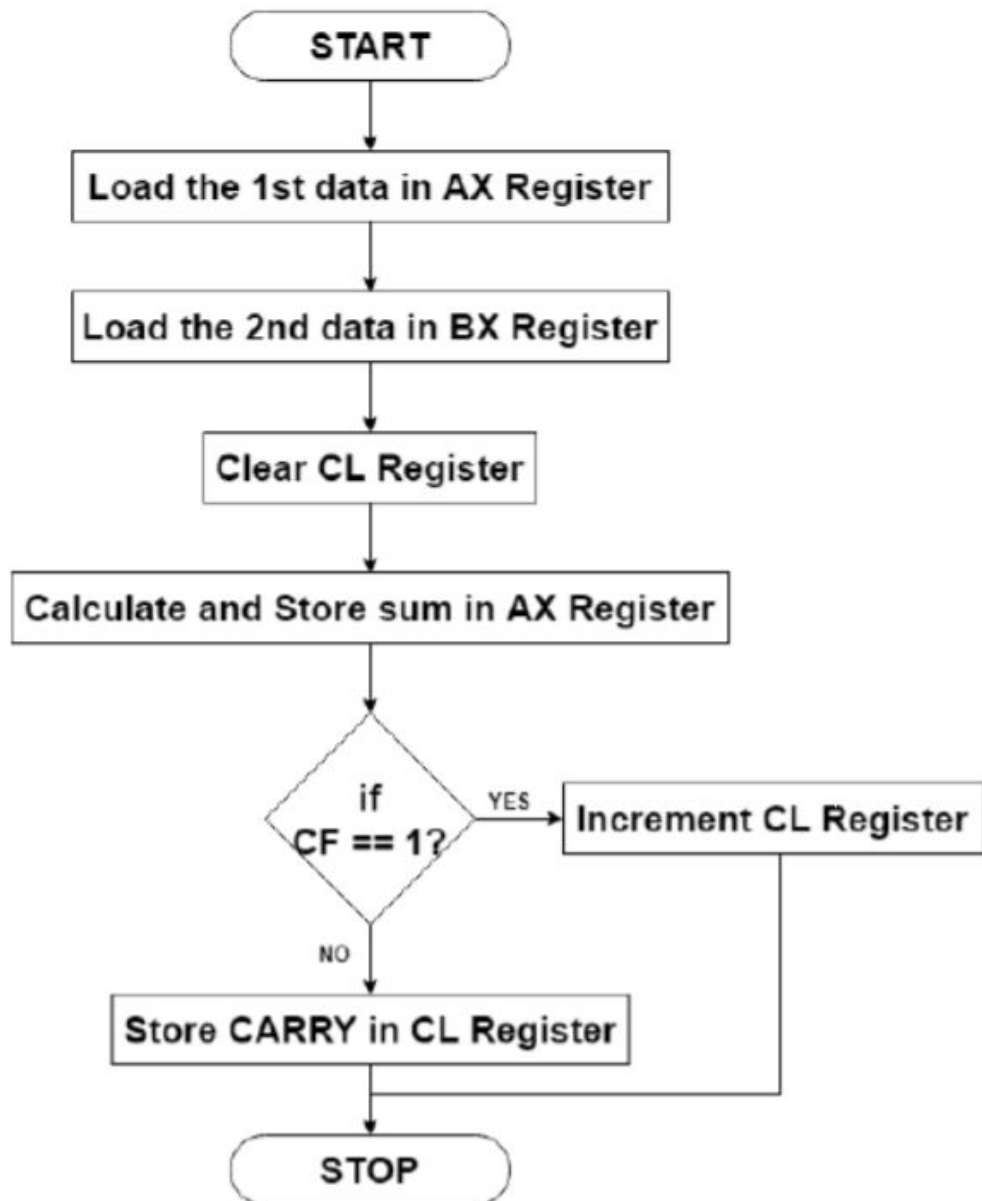 START
Load the 1st data in AX Register
Load the 2nd data in BX Register
Clear CL Register
Calculate and Store sum in AX Register
if
CF == 1?
YES
Increment CL Register
NO
Store CARRY in CL Register
STOP